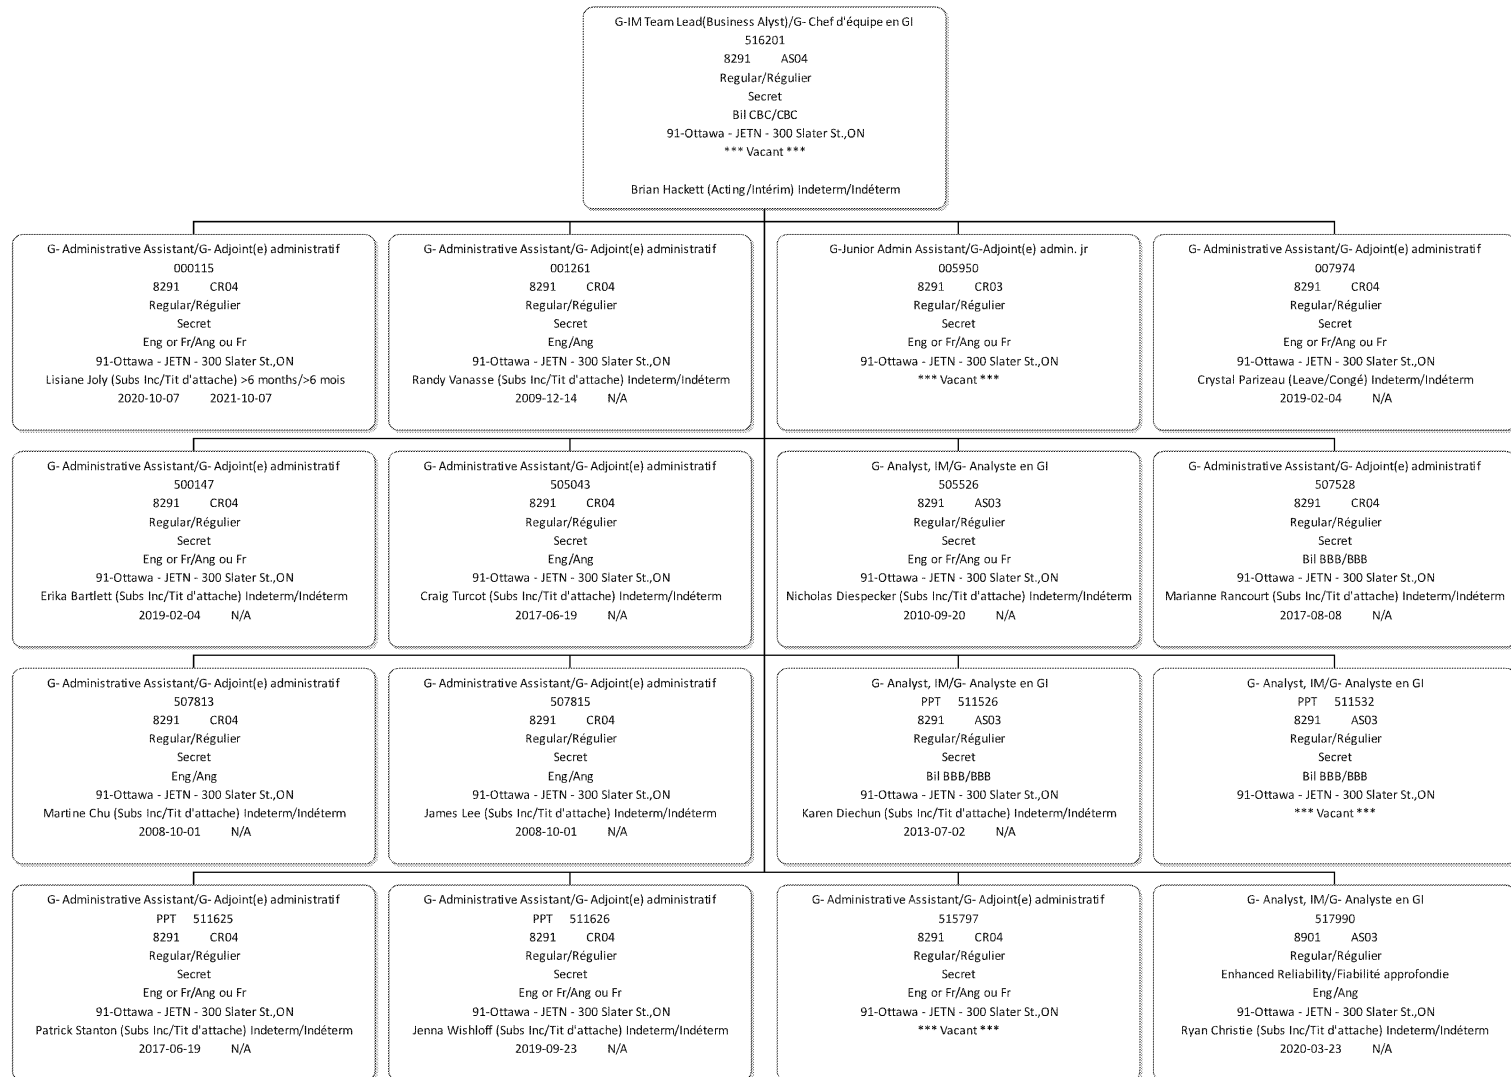 G-IM Team Lead(Business Alyst)/G- Chef d'équipe en GI
516201
8291 AS04
Regular/Régulier
Secret
Bil CBC/CBC
91-Ottawa - JETN - 300 Slater St.,ON
*** Vacant ***
Brian Hackett (Acting/Intérim) Indeterm/Indéterm
G- Administrative Assistant/G- Adjoint(e) administratif
000115
8291 CR04
Regular/Régulier
Secret
Eng or Fr/Ang ou Fr
91-Ottawa - JETN - 300 Slater St.,ON
Lisiane Joly (Subs Inc/Tit d'attache) >6 months/>6 mois
2020-10-07 2021-10-07
G- Administrative Assistant/G- Adjoint(e) administratif
001261
8291 CR04
Regular/Régulier
Secret
Eng/Ang
91-Ottawa - JETN - 300 Slater St.,ON
Randy Vanasse (Subs Inc/Tit d'attache) Indeterm/Indéterm
2009-12-14 N/A
G-Junior Admin Assistant/G-Adjoint(e) admin. jr
005950
8291 CR03
Regular/Régulier
Secret
Eng or Fr/Ang ou Fr
91-Ottawa - JETN - 300 Slater St.,ON
*** Vacant ***
G- Administrative Assistant/G- Adjoint(e) administratif
007974
8291 CR04
Regular/Régulier
Secret
Eng or Fr/Ang ou Fr
91-Ottawa - JETN - 300 Slater St.,ON
Crystal Parizeau (Leave/Congé) Indeterm/Indéterm
2019-02-04 N/A
G- Administrative Assistant/G- Adjoint(e) administratif
500147
8291 CR04
Regular/Régulier
Secret
Eng or Fr/Ang ou Fr
91-Ottawa - JETN - 300 Slater St.,ON
Erika Bartlett (Subs Inc/Tit d'attache) Indeterm/Indéterm
2019-02-04 N/A
G- Administrative Assistant/G- Adjoint(e) administratif
505043
8291 CR04
Regular/Régulier
Secret
Eng/Ang
91-Ottawa - JETN - 300 Slater St.,ON
Craig Turcot (Subs Inc/Tit d'attache) Indeterm/Indéterm
2017-06-19 N/A
G- Analyst, IM/G- Analyste en GI
505526
8291 AS03
Regular/Régulier
Secret
Eng or Fr/Ang ou Fr
91-Ottawa - JETN - 300 Slater St.,ON
Nicholas Diespecker (Subs Inc/Tit d'attache) Indeterm/Indéterm
2010-09-20 N/A
G- Administrative Assistant/G- Adjoint(e) administratif
507528
8291 CR04
Regular/Régulier
Secret
Bil BBB/BBB
91-Ottawa - JETN - 300 Slater St.,ON
Marianne Rancourt (Subs Inc/Tit d'attache) Indeterm/Indéterm
2017-08-08 N/A
G- Administrative Assistant/G- Adjoint(e) administratif
507813
8291 CR04
Regular/Régulier
Secret
Eng/Ang
91-Ottawa - JETN - 300 Slater St.,ON
Martine Chu (Subs Inc/Tit d'attache) Indeterm/Indéterm
2008-10-01 N/A
G- Administrative Assistant/G- Adjoint(e) administratif
507815
8291 CR04
Regular/Régulier
Secret
Eng/Ang
91-Ottawa - JETN - 300 Slater St.,ON
James Lee (Subs Inc/Tit d'attache) Indeterm/Indéterm
2008-10-01 N/A
G- Analyst, IM/G- Analyste en GI
PPT 511526
8291 AS03
Regular/Régulier
Secret
Bil BBB/BBB
91-Ottawa - JETN - 300 Slater St.,ON
Karen Diechun (Subs Inc/Tit d'attache) Indeterm/Indéterm
2013-07-02 N/A
G- Analyst, IM/G- Analyste en GI
PPT 511532
8291 AS03
Regular/Régulier
Secret
Bil BBB/BBB
91-Ottawa - JETN - 300 Slater St.,ON
*** Vacant ***
G- Administrative Assistant/G- Adjoint(e) administratif
PPT 511625
8291 CR04
Regular/Régulier
Secret
Eng or Fr/Ang ou Fr
91-Ottawa - JETN - 300 Slater St.,ON
Patrick Stanton (Subs Inc/Tit d'attache) Indeterm/Indéterm
2017-06-19 N/A
G- Administrative Assistant/G- Adjoint(e) administratif
PPT 511626
8291 CR04
Regular/Régulier
Secret
Eng or Fr/Ang ou Fr
91-Ottawa - JETN - 300 Slater St.,ON
Jenna Wishloff (Subs Inc/Tit d'attache) Indeterm/Indéterm
2019-09-23 N/A
G- Administrative Assistant/G- Adjoint(e) administratif
515797
8291 CR04
Regular/Régulier
Secret
Eng or Fr/Ang ou Fr
91-Ottawa - JETN - 300 Slater St.,ON
*** Vacant ***
G- Analyst, IM/G- Analyste en GI
517990
8901 AS03
Regular/Régulier
Enhanced Reliability/Fiabilité approfondie
Eng/Ang
91-Ottawa - JETN - 300 Slater St.,ON
Ryan Christie (Subs Inc/Tit d'attache) Indeterm/Indéterm
2020-03-23 N/A